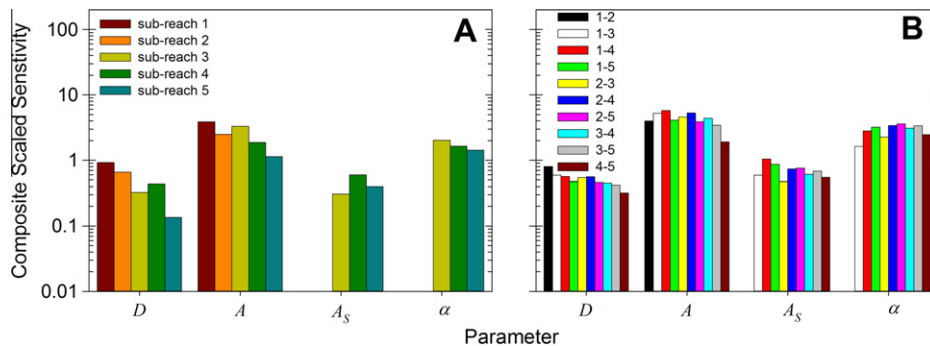 Composite Scaled Senstivity
100
10
1
0.1
0.01
sub-reach 1
sub-reach 2
sub-reach 3
sub-reach 4
sub-reach 5
A
D
A
A_S
α
1-2
1-3
1-4
1-5
2-3
2-4
2-5
3-4
3-5
4-5
B
D
A
A_S
α
Parameter